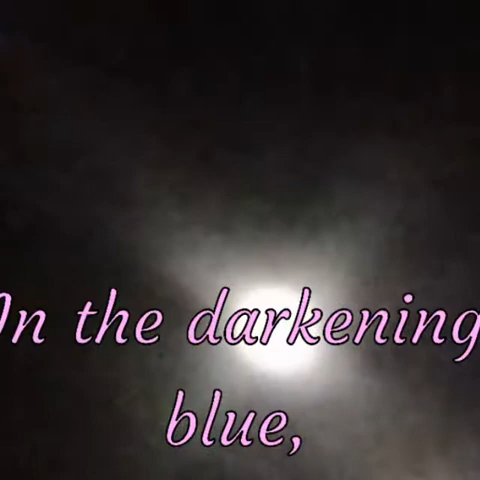 In the darkening
blue,